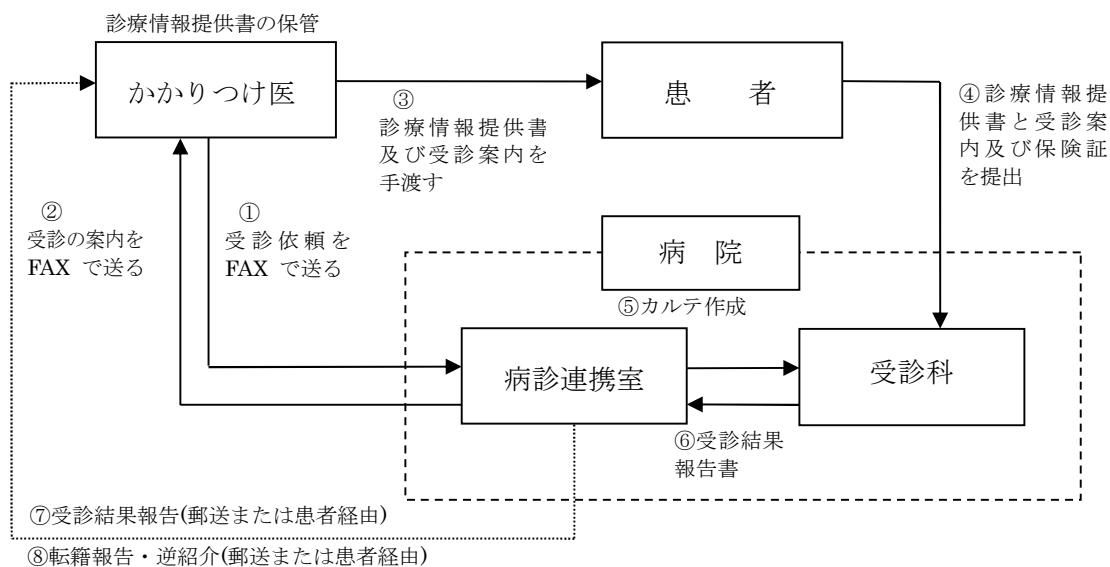 診療情報提供書の保管
かかりつけ医
患 者
③
診療情報提供書
及び受診案内を
手渡す
④診療情報提
供書と受診案
内及び保険証
を提出
②
受診の案内を
FAX で送る
①
受診依頼を
FAX で送る
病 院
⑤カルテ作成
病診連携室
受診科
⑥受診結果
報告書
⑦受診結果報告(郵送または患者経由)
⑧転籍報告・逆紹介(郵送または患者経由)